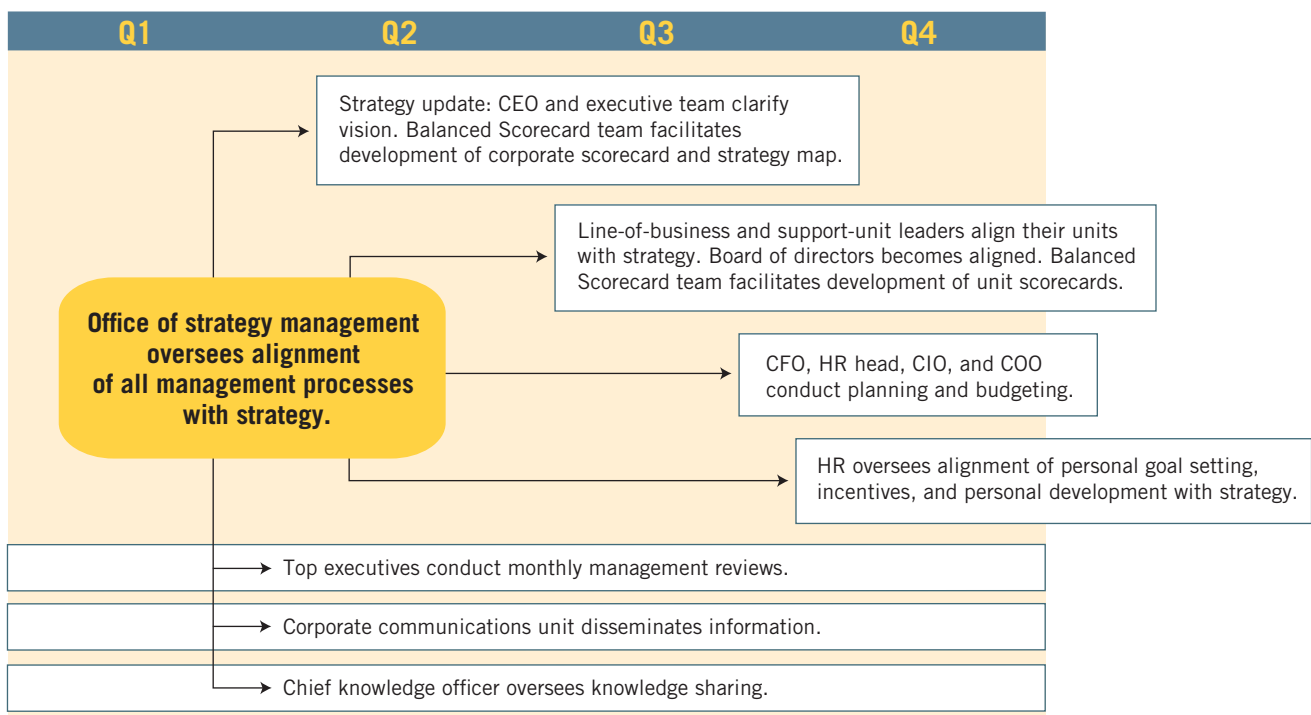 Q1 Q2 Q3 Q4
Strategy update: CEO and executive team clarify
vision. Balanced Scorecard team facilitates
development of corporate scorecard and strategy map.
Line-of-business and support-unit leaders align their units
with strategy. Board of directors becomes aligned. Balanced
Scorecard team facilitates development of unit scorecards.
Office of strategy management
oversees alignment
of all management processes
with strategy.
CFO, HR head, CIO, and COO
conduct planning and budgeting.
HR oversees alignment of personal goal setting,
incentives, and personal development with strategy.
Top executives conduct monthly management reviews.
Corporate communications unit disseminates information.
Chief knowledge officer oversees knowledge sharing.